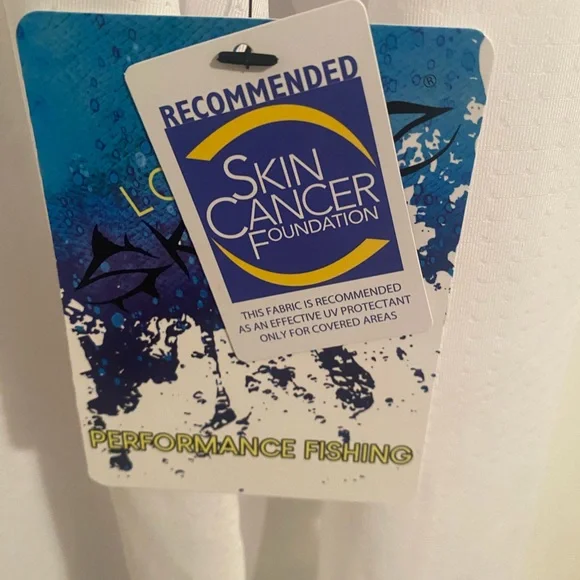 RECOMMENDED
SKIN
CANCER
FOUNDATION
THIS FABRIC IS RECOMMENDED
AS AN EFFECTIVE UV PROTECTANT
ONLY FOR COVERED AREAS
®
PERFORMANCE FISHING